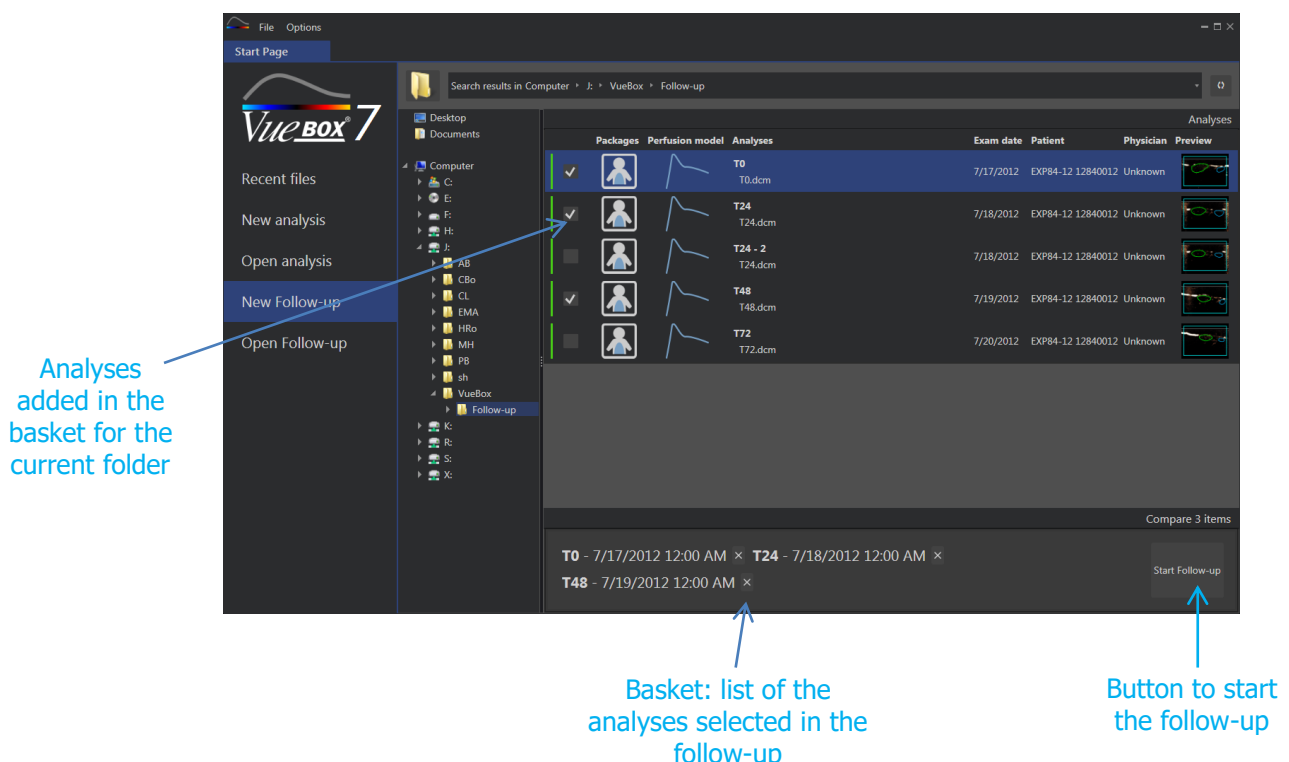 File Options
Start Page
VUEBOX® 7
Search results in Computer J: VueBox Follow-up
Recent files
New analysis
Open analysis
New Follow-up
Open Follow-up
Desktop
Documents
Computer
C:
E:
F:
H:
J:
AB
CBo
CL
EMA
HRo
MH
PB
sh
VueBox
Follow-up
K:
R:
S:
X:
Analyses
Packages Perfusion model Analyses Exam date Patient Physician Preview
T0
T0.dcm
7/17/2012 EXP84-12 12840012 Unknown
T24
T24.dcm
7/18/2012 EXP84-12 12840012 Unknown
T24 - 2
T24.dcm
7/18/2012 EXP84-12 12840012 Unknown
T48
T48.dcm
7/19/2012 EXP84-12 12840012 Unknown
T72
T72.dcm
7/20/2012 EXP84-12 12840012 Unknown
Compare 3 items
T0 - 7/17/2012 12:00 AM × T24 - 7/18/2012 12:00 AM ×
T48 - 7/19/2012 12:00 AM ×
Start Follow-up
Analyses
added in the
basket for the
current folder
Basket: list of the
analyses selected in the
follow-up
Button to start
the follow-up